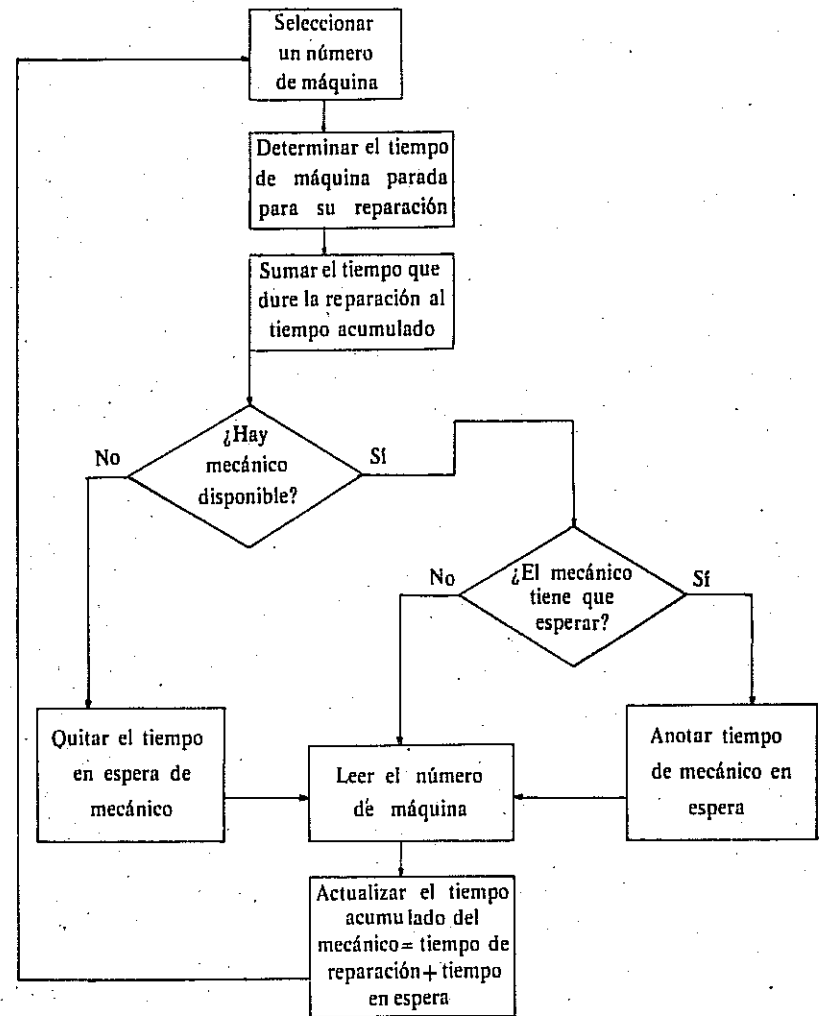 Seleccionar
un número
de máquina
Determinar el tiempo
de máquina parada
para su reparación
Sumar el tiempo que
dure la reparación al
tiempo acumulado
¿Hay
mecánico
disponible?
No
Sí
¿El mecánico
tiene que
esperar?
No
Sí
Quitar el tiempo
en espera de
mecánico
Leer el número
de máquina
Anotar tiempo
de mecánico en
espera
Actualizar el tiempo
acumulado del
mecánico= tiempo de
reparación+tiempo
en espera